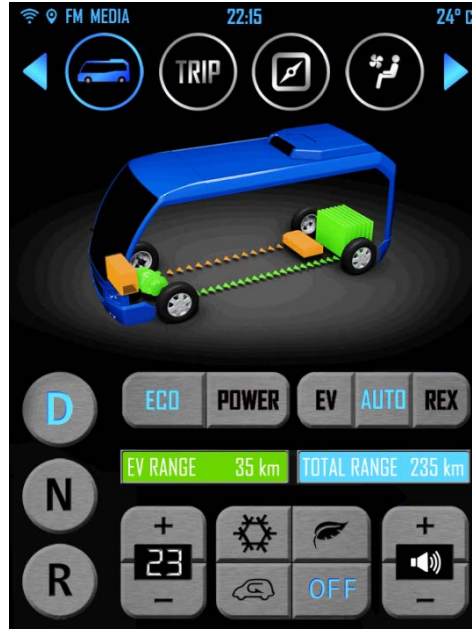 FM MEDIA 22:15 24° C
TRIP
D
ECO POWER EV AUTO REX
EV RANGE 35 km TOTAL RANGE 235 km
N
+ +
23
R
OFF
- -